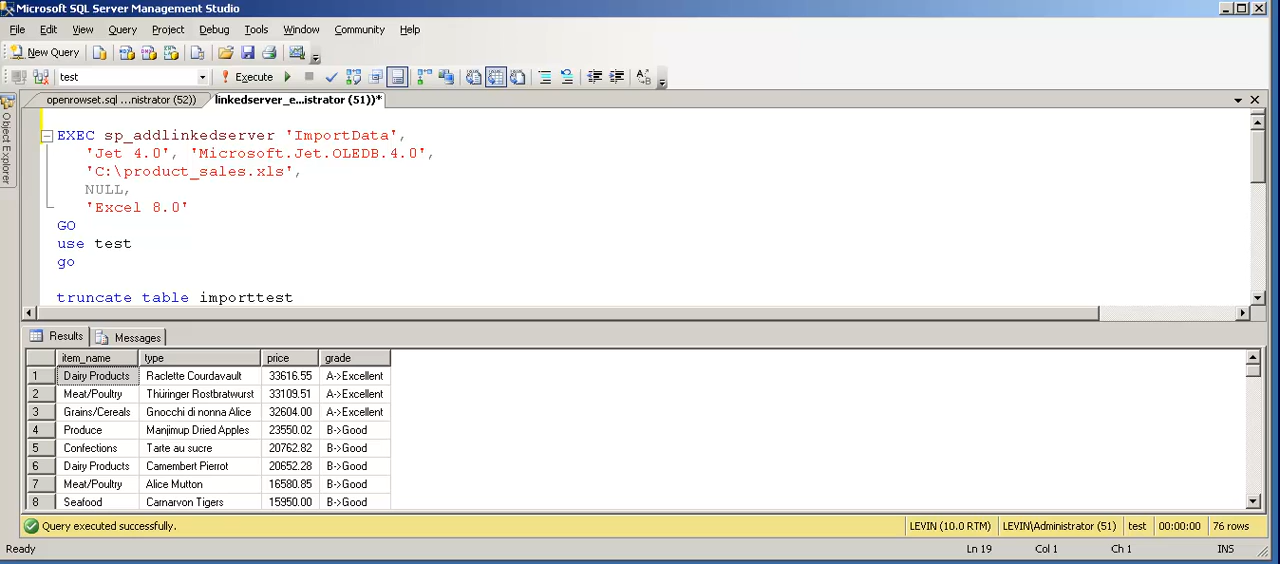 Microsoft SQL Server Management Studio
File Edit View Query Project Debug Tools Window Community Help
New Query
test Execute
openrowset.sql ...nistrator (52)) linkedserver_e...istrator (51))*
Object Explorer
EXEC sp_addlinkedserver 'ImportData',
'Jet 4.0', 'Microsoft.Jet.OLEDB.4.0',
'C:\product_sales.xls',
NULL,
'Excel 8.0'
GO
use test
go
truncate table importtest
Results Messages
item_name type price grade
1 Dairy Products Raclette Courdavault 33616.55 A->Excellent
2 Meat/Poultry Thüringer Rostbratwurst 33109.51 A->Excellent
3 Grains/Cereals Gnocchi di nonna Alice 32604.00 A->Excellent
4 Produce Manjimup Dried Apples 23550.02 B->Good
5 Confections Tarte au sucre 20762.82 B->Good
6 Dairy Products Camembert Pierrot 20652.28 B->Good
7 Meat/Poultry Alice Mutton 16580.85 B->Good
8 Seafood Carnarvon Tigers 15950.00 B->Good
Query executed successfully. LEVIN (10.0 RTM) LEVIN\Administrator (51) test 00:00:00 76 rows
Ready Ln 19 Col 1 Ch 1 INS